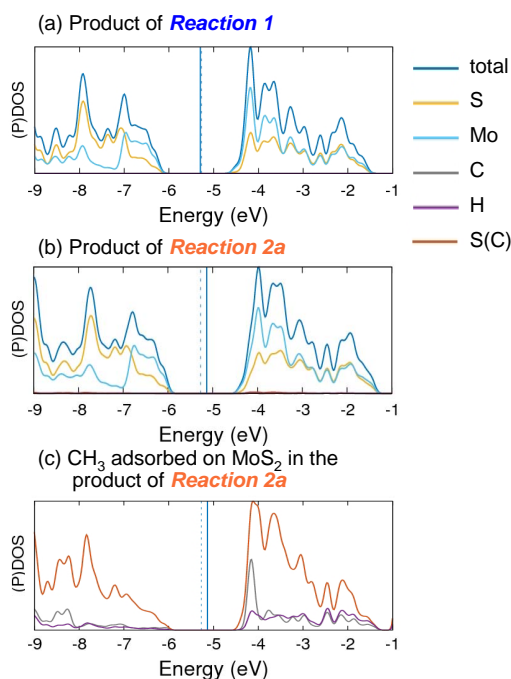 (a) Product of Reaction 1
(P)DOS
-9 -8 -7 -6 -5 -4 -3 -2 -1
Energy (eV)
total
S
Mo
C
H
S(C)
(b) Product of Reaction 2a
(P)DOS
-9 -8 -7 -6 -5 -4 -3 -2 -1
Energy (eV)
(c) CH3 adsorbed on MoS2 in the
product of Reaction 2a
(P)DOS
-9 -8 -7 -6 -5 -4 -3 -2 -1
Energy (eV)